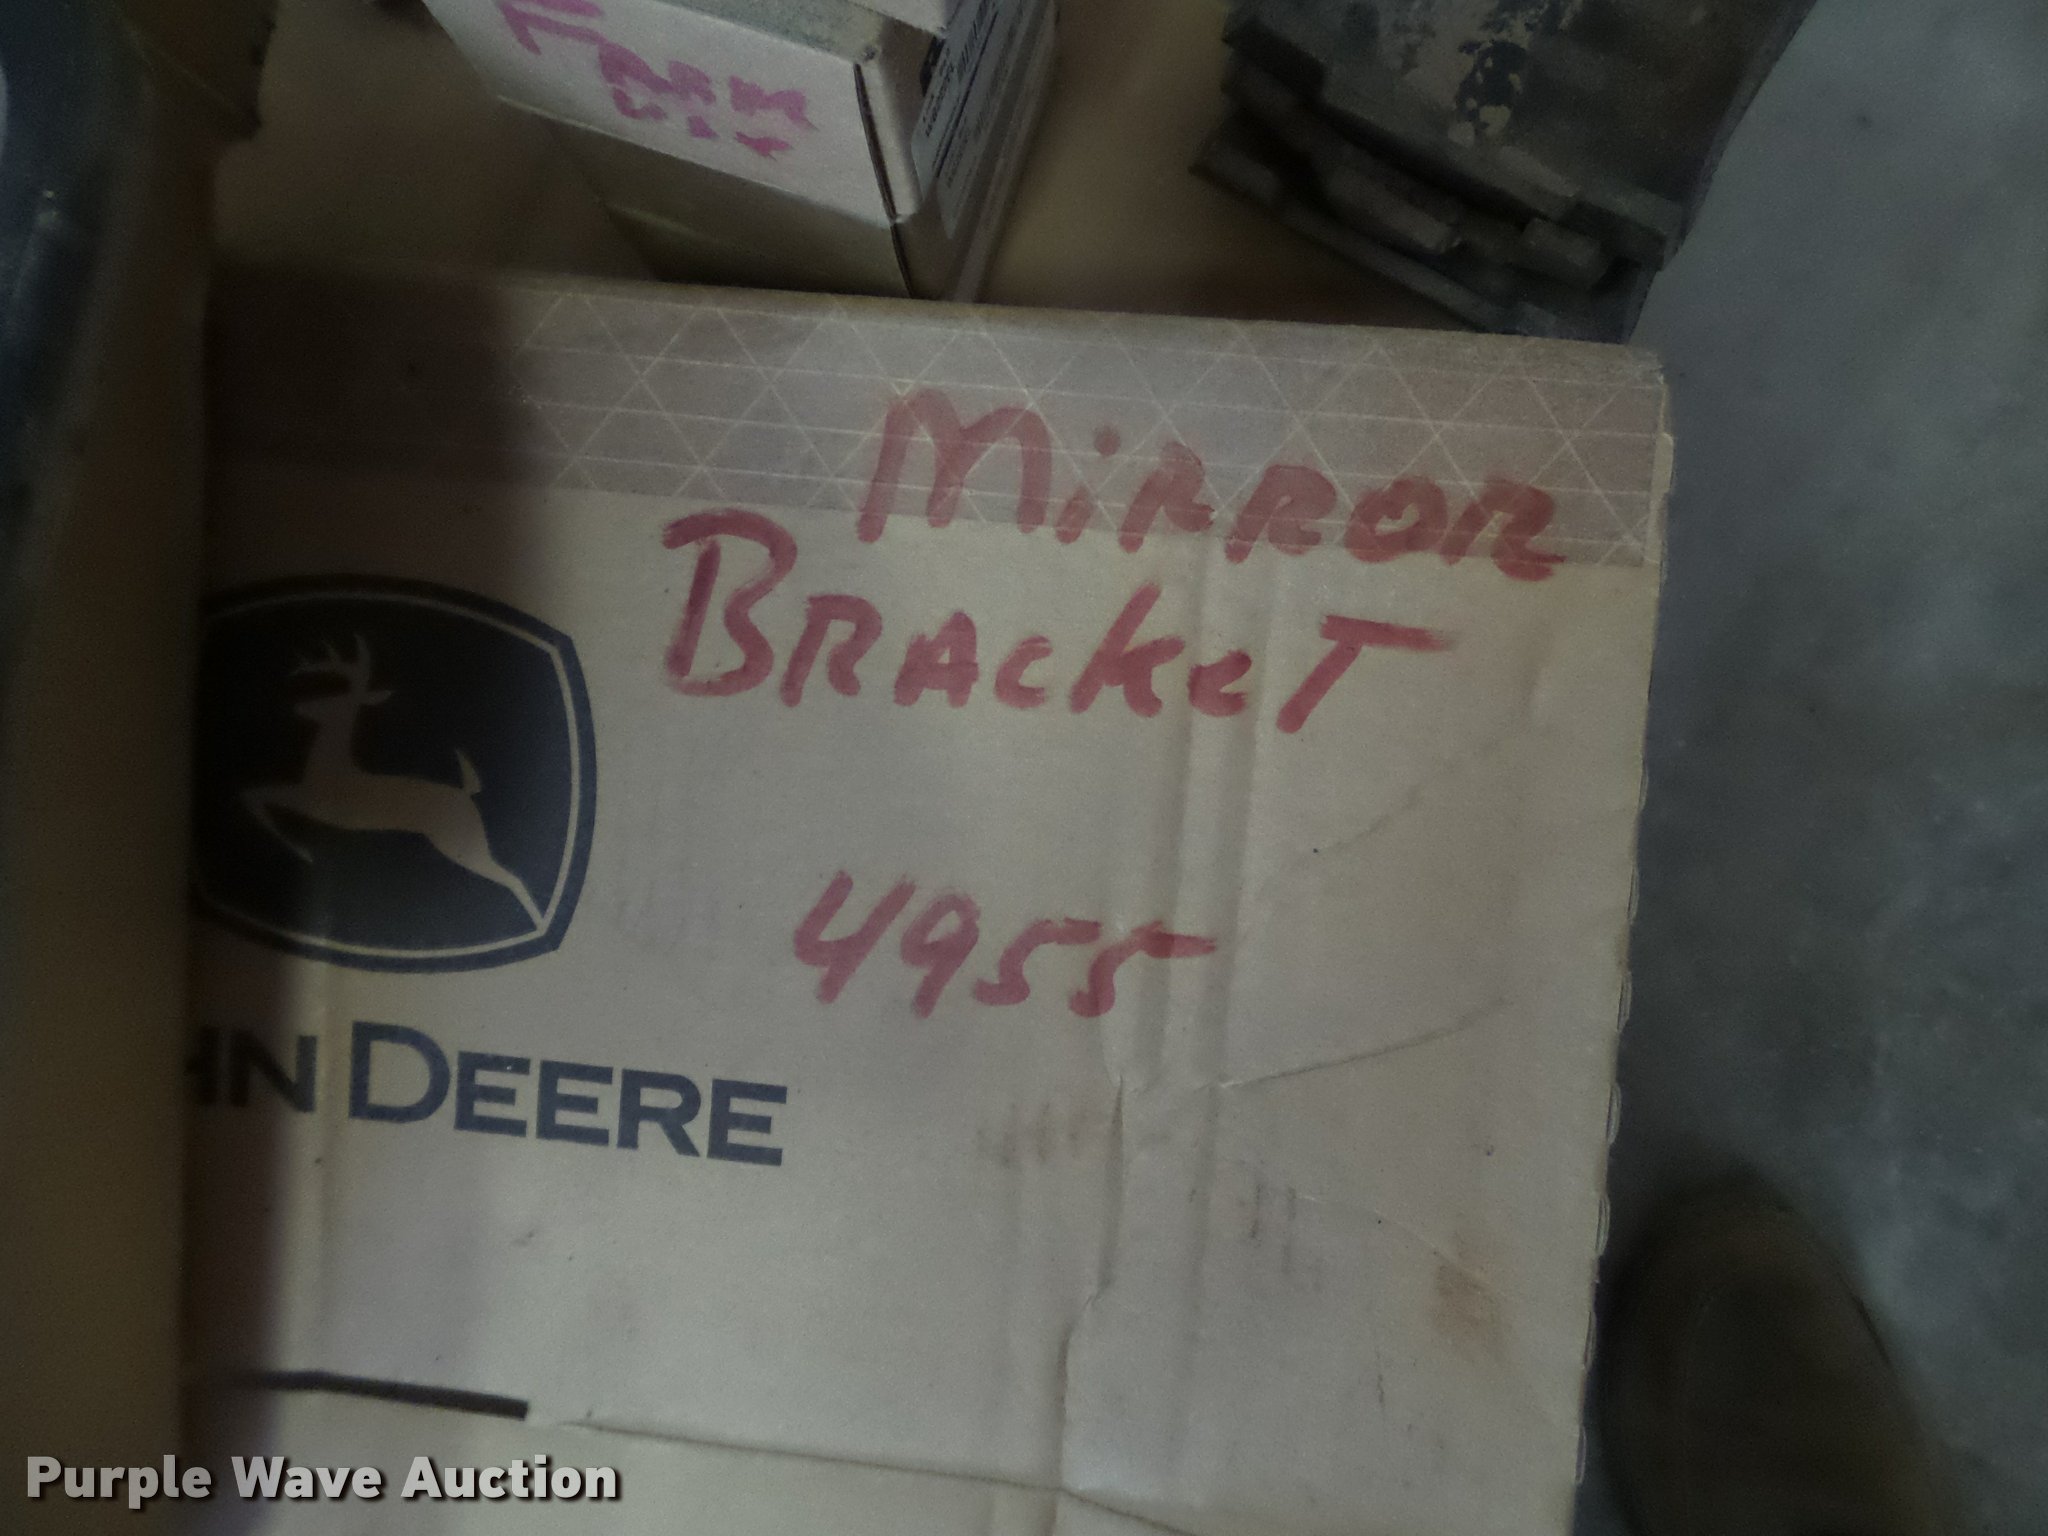 Mirror
Bracket
4955
HN DEERE
Purple Wave Auction